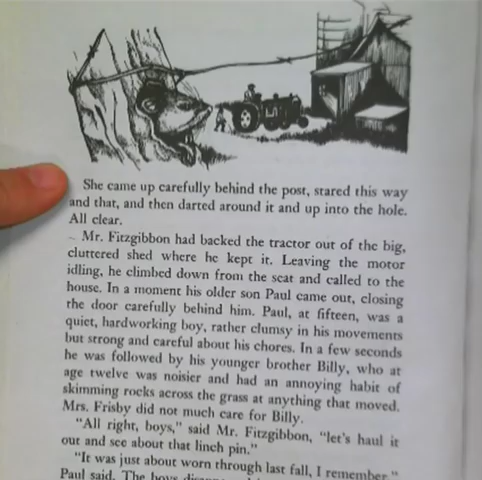 She came up carefully behind the post, stared this way
and that, and then darted around it and up into the hole.
All clear.
Mr. Fitzgibbon had backed the tractor out of the big,
cluttered shed where he kept it. Leaving the motor
idling, he climbed down from the seat and called to the
house. In a moment his older son Paul came out, closing
the door carefully behind him. Paul, at fifteen, was a
quiet, hardworking boy, rather clumsy in his movements
but strong and careful about his chores. In a few seconds
he was followed by his younger brother Billy, who at
age twelve was noisier and had an annoying habit of
skimming rocks across the grass at anything that moved.
Mrs. Frisby did not much care for Billy.
"All right, boys," said Mr. Fitzgibbon, "let's haul it
out and see about that linch pin."
"It was just about worn through last fall, I remember,"
Paul said. The boys